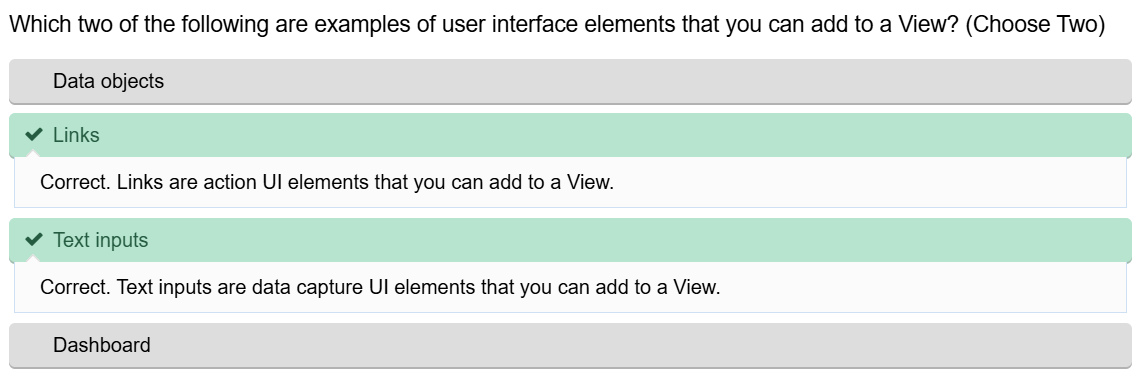 Which two of the following are examples of user interface elements that you can add to a View? (Choose Two)
Data objects
Links
Correct. Links are action UI elements that you can add to a View.
Text inputs
Correct. Text inputs are data capture UI elements that you can add to a View.
Dashboard